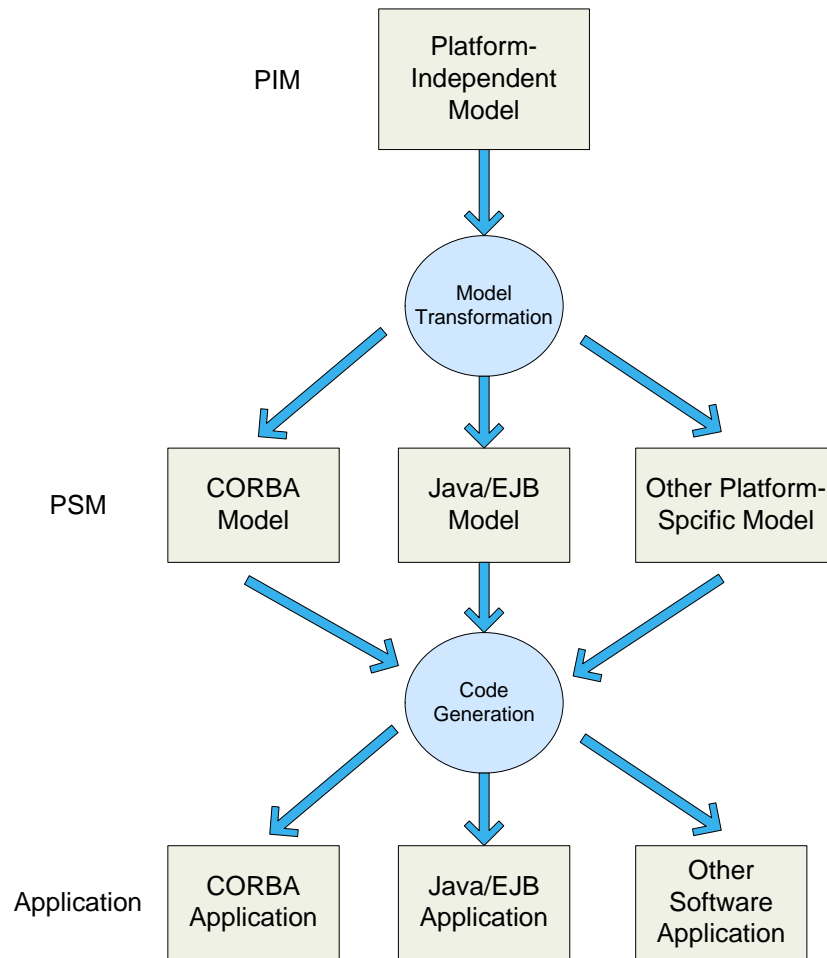 PIM
Platform-
Independent
Model
Model
Transformation
PSM
CORBA
Model
Java/EJB
Model
Other Platform-
Spcific Model
Code
Generation
Application
CORBA
Application
Java/EJB
Application
Other
Software
Application